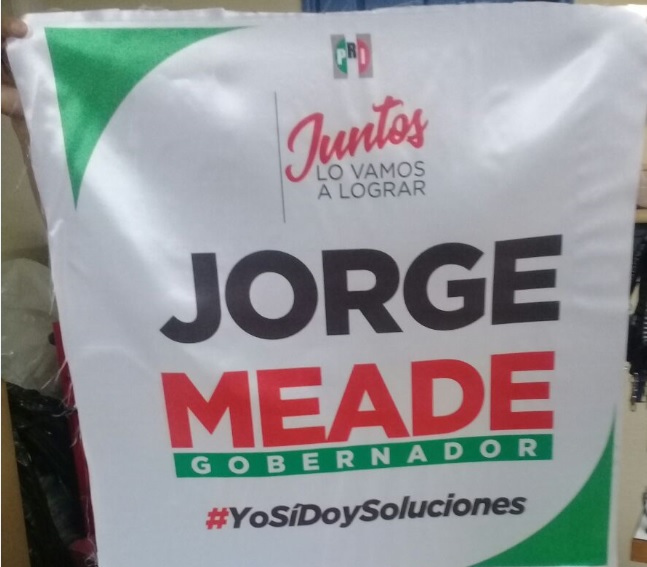 PRI
Juntos
LO VAMOS
A LOGRAR
JORGE
MEADE
GOBERNADOR
#YoSíDoySoluciones